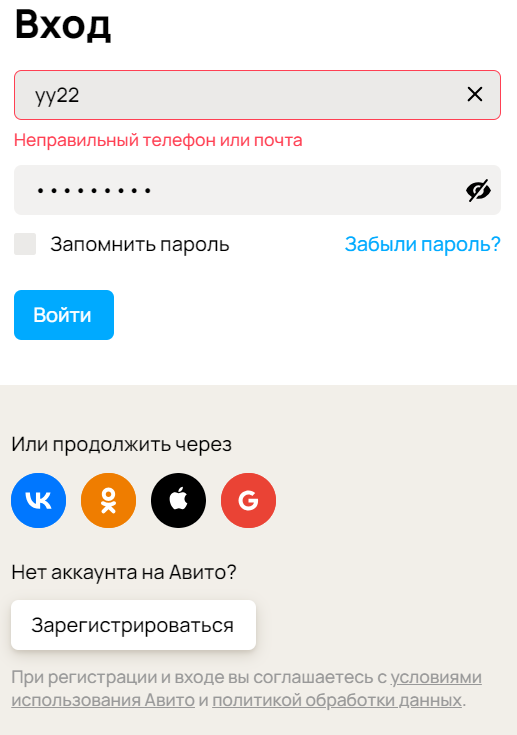 Вход
yy22
Неправильный телефон или почта
•••••••••
Запомнить пароль
Забыли пароль?
Войти
Или продолжить через
Нет аккаунта на Авито?
Зарегистрироваться
При регистрации и входе вы соглашаетесь с условиями
использования Авито и политикой обработки данных.